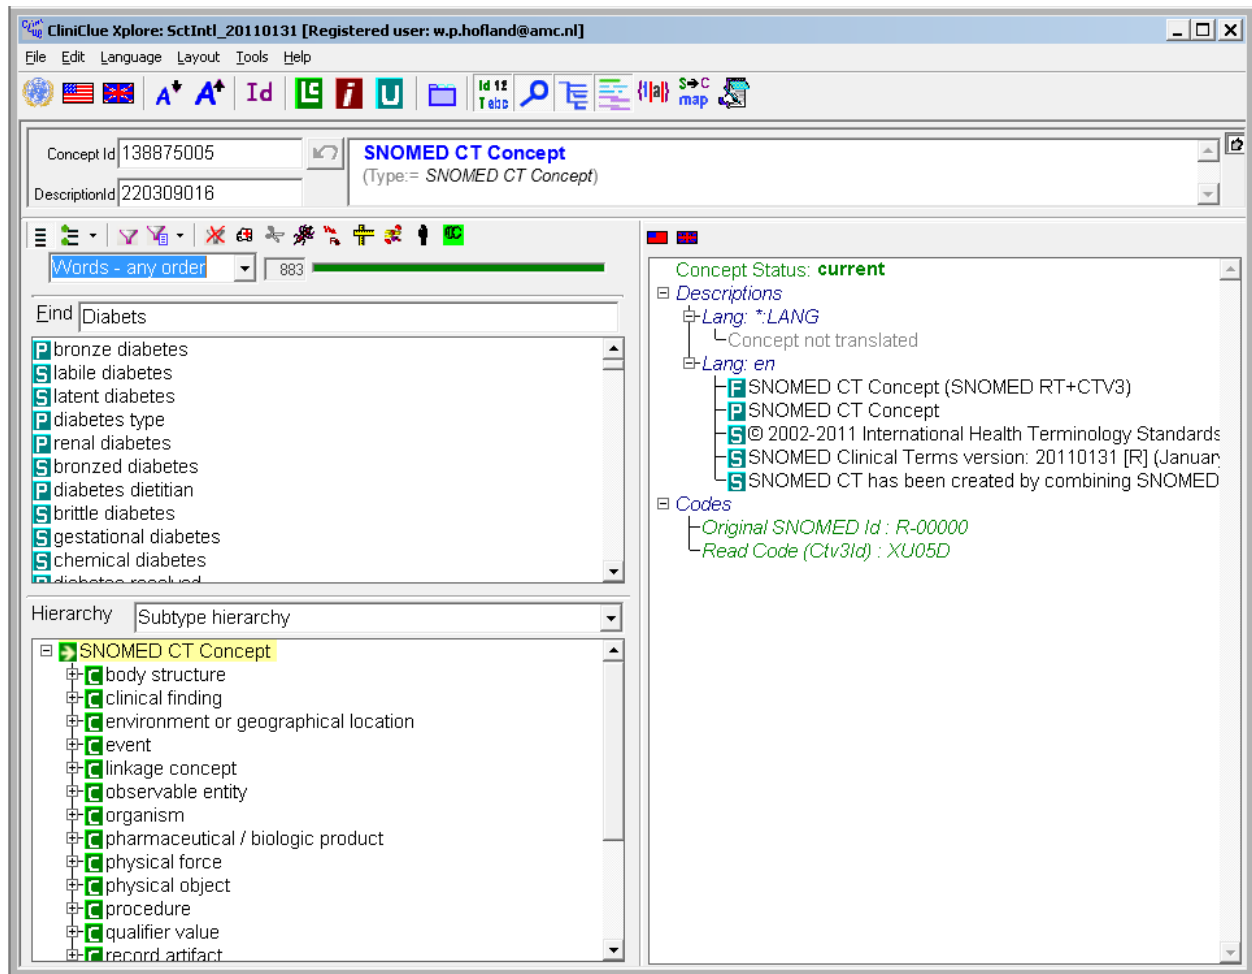 CliniClue Xplore: SctIntl_20110131 [Registered user: w.p.hofland@amc.nl]
File Edit Language Layout Tools Help
A A Id LC i U Id 12 Tebc {I|a|} S→C map
Concept Id 138875005
DescriptionId 220309016
SNOMED CT Concept
(Type:= SNOMED CT Concept)
Words - any order 883
Find Diabets
P bronze diabetes
S labile diabetes
S latent diabetes
P diabetes type
P renal diabetes
S bronzed diabetes
P diabetes dietitian
S brittle diabetes
S gestational diabetes
S chemical diabetes
P diabetes resolved
Hierarchy Subtype hierarchy
SNOMED CT Concept
C body structure
C clinical finding
C environment or geographical location
C event
C linkage concept
C observable entity
C organism
C pharmaceutical / biologic product
C physical force
C physical object
C procedure
C qualifier value
C record artifact
Concept Status: current
Descriptions
Lang: *:LANG
Concept not translated
Lang: en
F SNOMED CT Concept (SNOMED RT+CTV3)
P SNOMED CT Concept
S © 2002-2011 International Health Terminology Standards
S SNOMED Clinical Terms version: 20110131 [R] (January
S SNOMED CT has been created by combining SNOMED
Codes
Original SNOMED Id : R-00000
Read Code (Ctv3Id) : XU05D